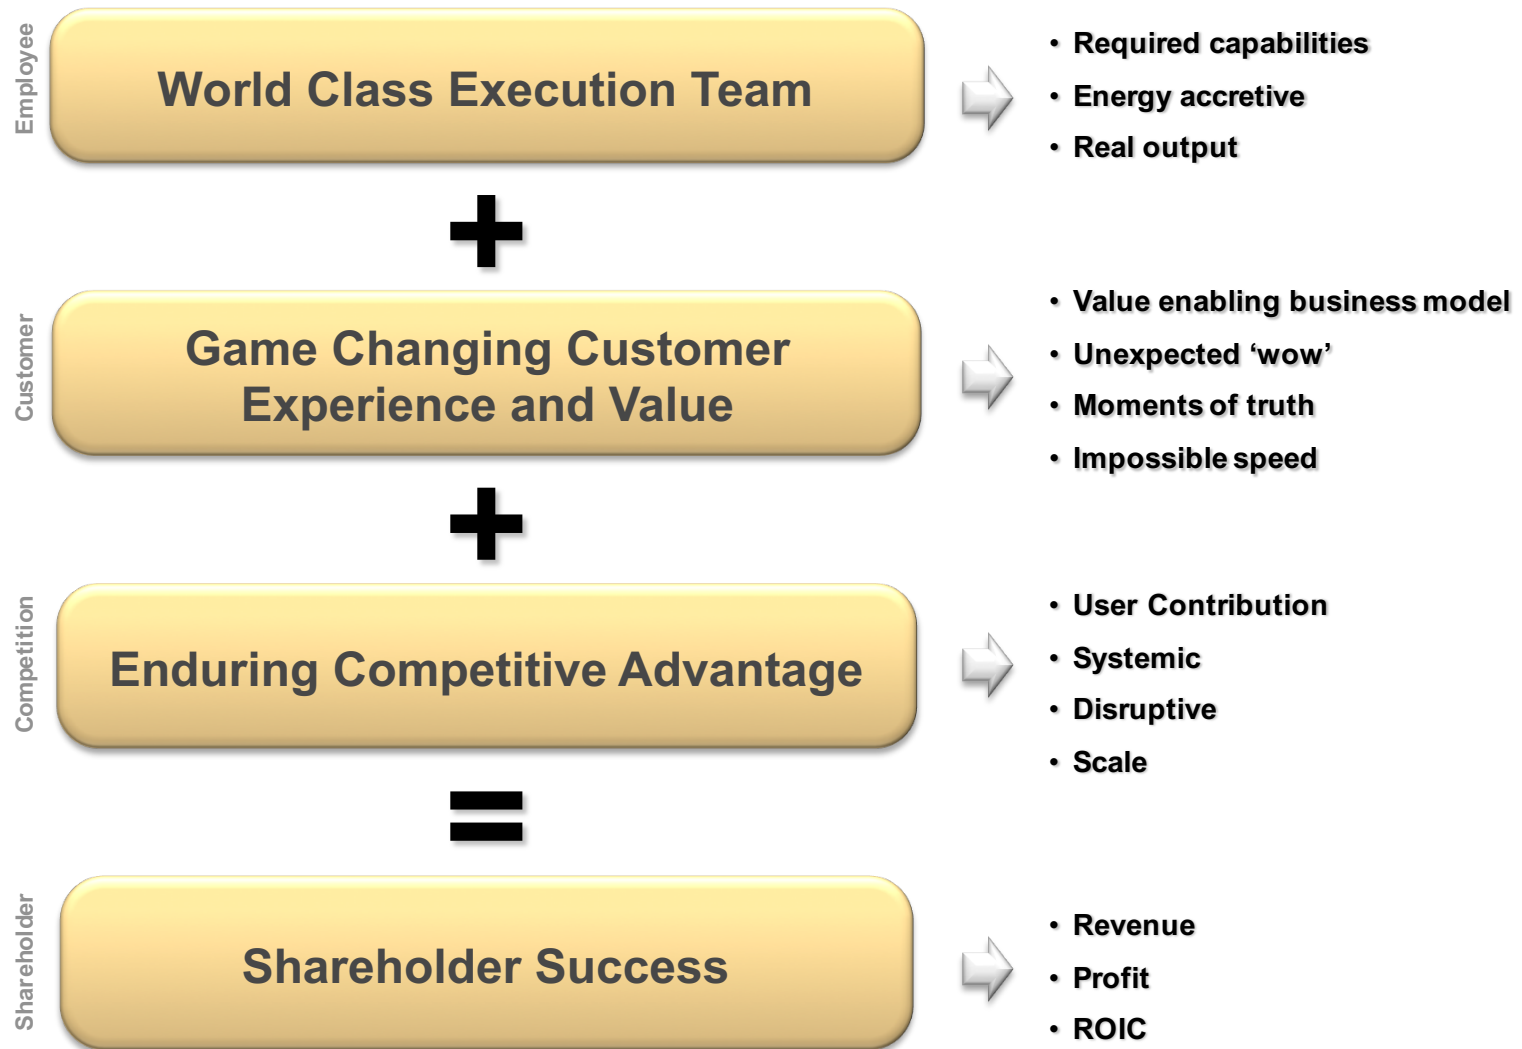 Employee
World Class Execution Team
• Required capabilities
• Energy accretive
• Real output
+
Customer
Game Changing Customer
Experience and Value
• Value enabling business model
• Unexpected ‘wow’
• Moments of truth
• Impossible speed
+
Competition
Enduring Competitive Advantage
• User Contribution
• Systemic
• Disruptive
• Scale
=
Shareholder
Shareholder Success
• Revenue
• Profit
• ROIC